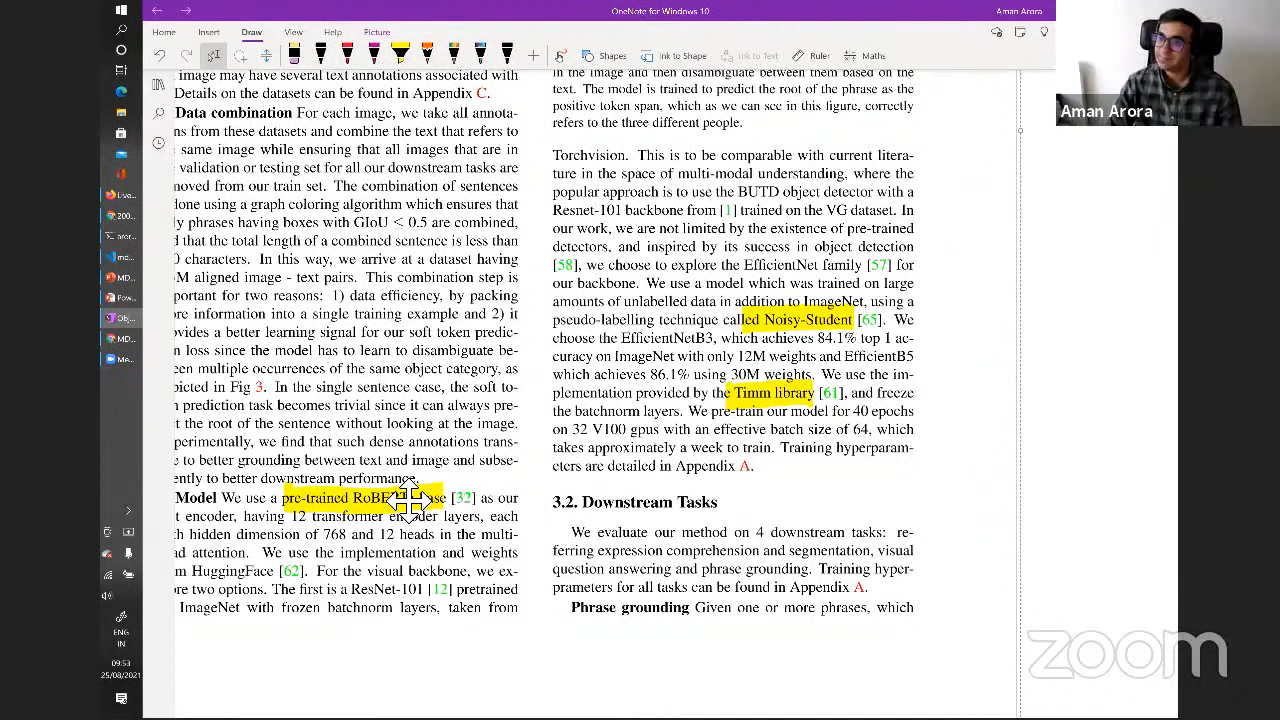 OneNote for Windows 10
Aman Arora
Home
Insert
Draw
View
Help
Picture
Shapes
Ink to Shape
Ink to Text
Ruler
Maths
Aman Arora
Live...
200...
aror...
md...
MD...
Pow...
Obj...
MD...
Me...
ENG
IN
09:53
25/08/2021
image may have several text annotations associated with
Details on the datasets can be found in Appendix C.
Data combination For each image, we take all annota-
ns from these datasets and combine the text that refers to
same image while ensuring that all images that are in
validation or testing set for all our downstream tasks are
noved from our train set. The combination of sentences
done using a graph coloring algorithm which ensures that
y phrases having boxes with GIoU ≤ 0.5 are combined,
d that the total length of a combined sentence is less than
0 characters. In this way, we arrive at a dataset having
M aligned image - text pairs. This combination step is
portant for two reasons: 1) data efficiency, by packing
re information into a single training example and 2) it
vides a better learning signal for our soft token predic-
n loss since the model has to learn to disambiguate be-
een multiple occurrences of the same object category, as
picted in Fig 3. In the single sentence case, the soft to-
prediction task becomes trivial since it can always pre-
t the root of the sentence without looking at the image.
perimentally, we find that such dense annotations trans-
e to better grounding between text and image and subse-
ently to better downstream performance.
Model We use a pre-trained [32] as our
t encoder, having 12 transformer encoder layers, each
h hidden dimension of 768 and 12 heads in the multi-
ad attention. We use the implementation and weights
m HuggingFace [62]. For the visual backbone, we ex-
re two options. The first is a ResNet-101 [12] pretrained
ImageNet with frozen batchnorm layers, taken from
in the image and then disambiguate between them based on the
text. The model is trained to predict the root of the phrase as the
positive token span, which as we can see in this figure, correctly
refers to the three different people.
Torchvision. This is to be comparable with current litera-
ture in the space of multi-modal understanding, where the
popular approach is to use the BUTD object detector with a
Resnet-101 backbone from [1] trained on the VG dataset. In
our work, we are not limited by the existence of pre-trained
detectors, and inspired by its success in object detection
[58], we choose to explore the EfficientNet family [57] for
our backbone. We use a model which was trained on large
amounts of unlabelled data in addition to ImageNet, using a
pseudo-labelling technique called Noisy-Student [65]. We
choose the EfficientNetB3, which achieves 84.1% top 1 ac-
curacy on ImageNet with only 12M weights and EfficientB5
which achieves 86.1% using 30M weights. We use the im-
plementation provided by the Timm library [61], and freeze
the batchnorm layers. We pre-train our model for 40 epochs
on 32 V100 gpus with an effective batch size of 64, which
takes approximately a week to train. Training hyperparam-
eters are detailed in Appendix A.
3.2. Downstream Tasks
We evaluate our method on 4 downstream tasks: re-
ferring expression comprehension and segmentation, visual
question answering and phrase grounding. Training hyper-
parameters for all tasks can be found in Appendix A.
Phrase grounding Given one or more phrases, which
zoom